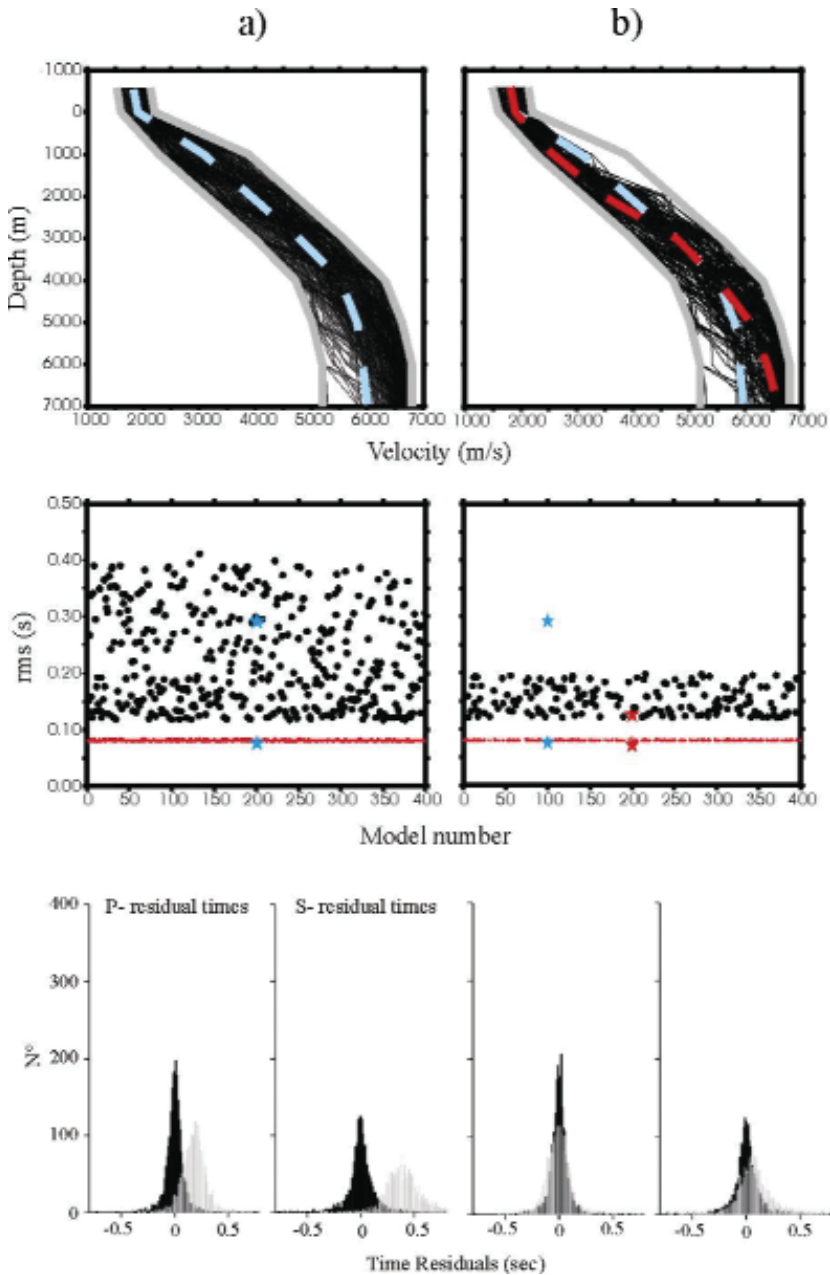 a)
b)
-1000
0
1000
2000
3000
4000
5000
6000
7000
Depth (m)
1000 2000 3000 4000 5000 6000 7000
1000 2000 3000 4000 5000 6000 7000
Velocity (m/s)
0.50
0.40
0.30
0.20
0.10
0.00
rms (s)
0 50 100 150 200 250 300 350 400
0 50 100 150 200 250 300 350 400
Model number
P- residual times
S- residual times
400
300
200
100
0
N°
-0.5 0 0.5
-0.5 0 0.5
-0.5 0 0.5
-0.5 0 0.5
Time Residuals (sec)